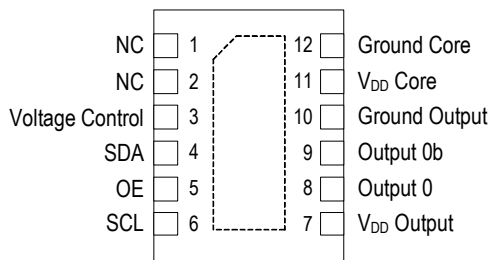 NC 1 12 Ground Core
NC 2 11 VDD Core
Voltage Control 3 10 Ground Output
SDA 4 9 Output 0b
OE 5 8 Output 0
SCL 6 7 VDD Output